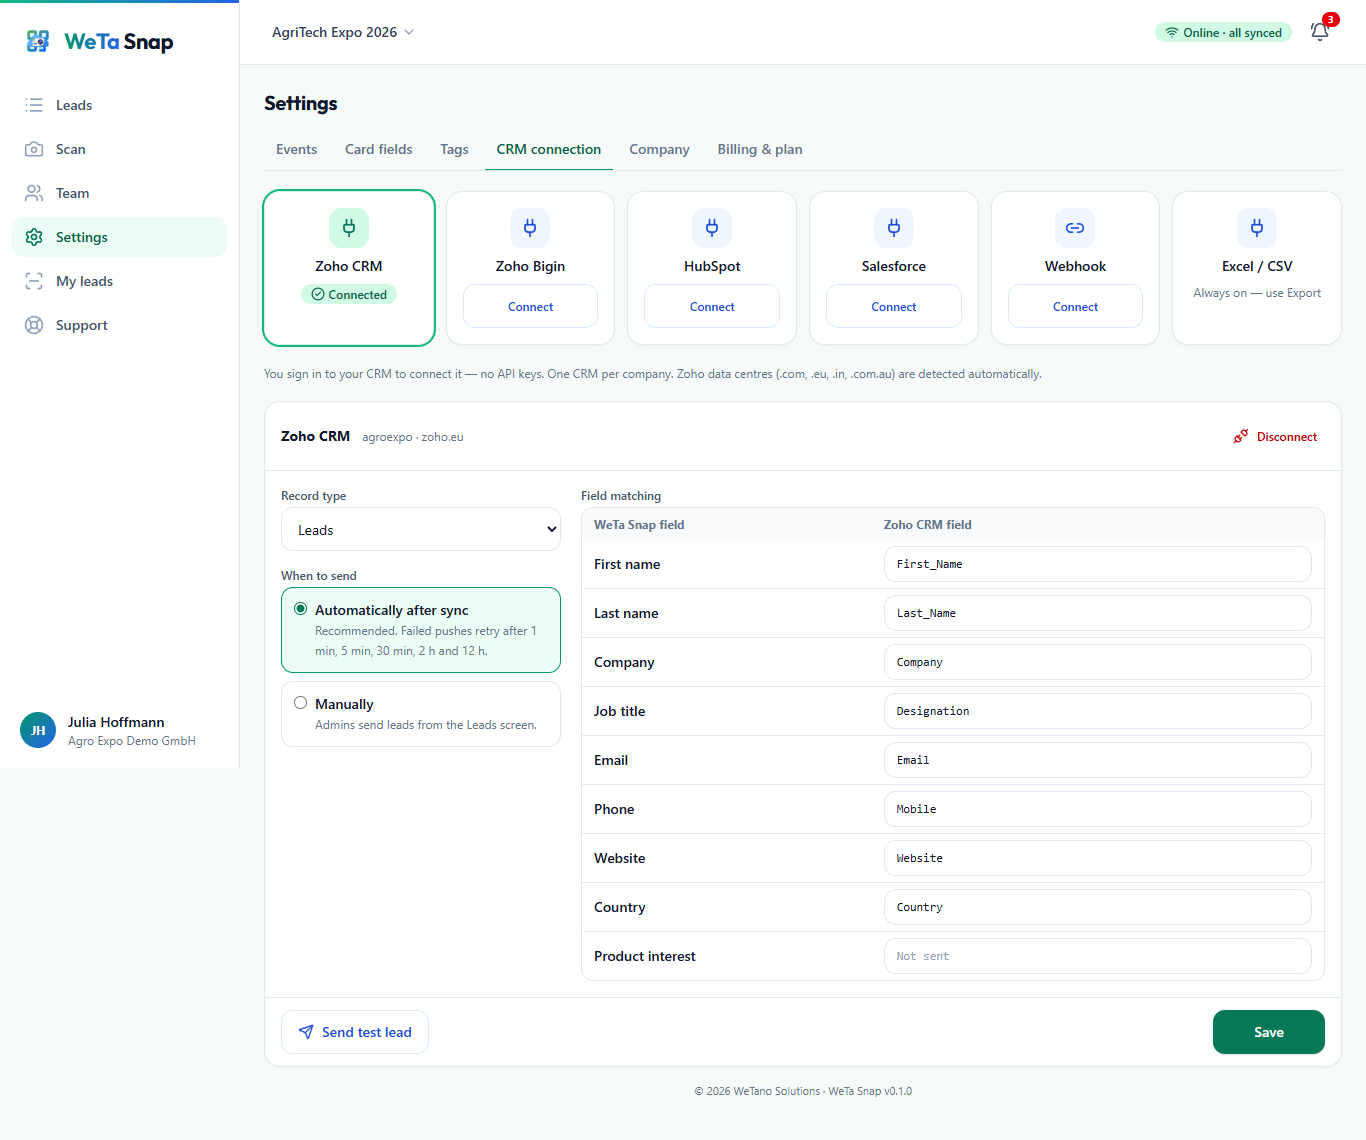 WeTa Snap
AgriTech Expo 2026
Online · all synced
3
Leads
Scan
Team
Settings
My leads
Support
JH
Julia Hoffmann
Agro Expo Demo GmbH
Settings
Events
Card fields
Tags
CRM connection
Company
Billing & plan
Zoho CRM
Connected
Zoho Bigin
Connect
HubSpot
Connect
Salesforce
Connect
Webhook
Connect
Excel / CSV
Always on — use Export
You sign in to your CRM to connect it — no API keys. One CRM per company. Zoho data centres (.com, .eu, .in, .com.au) are detected automatically.
Zoho CRM agroexpo · zoho.eu
Disconnect
Record type
Leads
When to send
Automatically after sync
Recommended. Failed pushes retry after 1
min, 5 min, 30 min, 2 h and 12 h.
Manually
Admins send leads from the Leads screen.
Field matching
WeTa Snap field Zoho CRM field
First name First_Name
Last name Last_Name
Company Company
Job title Designation
Email Email
Phone Mobile
Website Website
Country Country
Product interest Not sent
Send test lead
Save
© 2026 WeTano Solutions · WeTa Snap v0.1.0